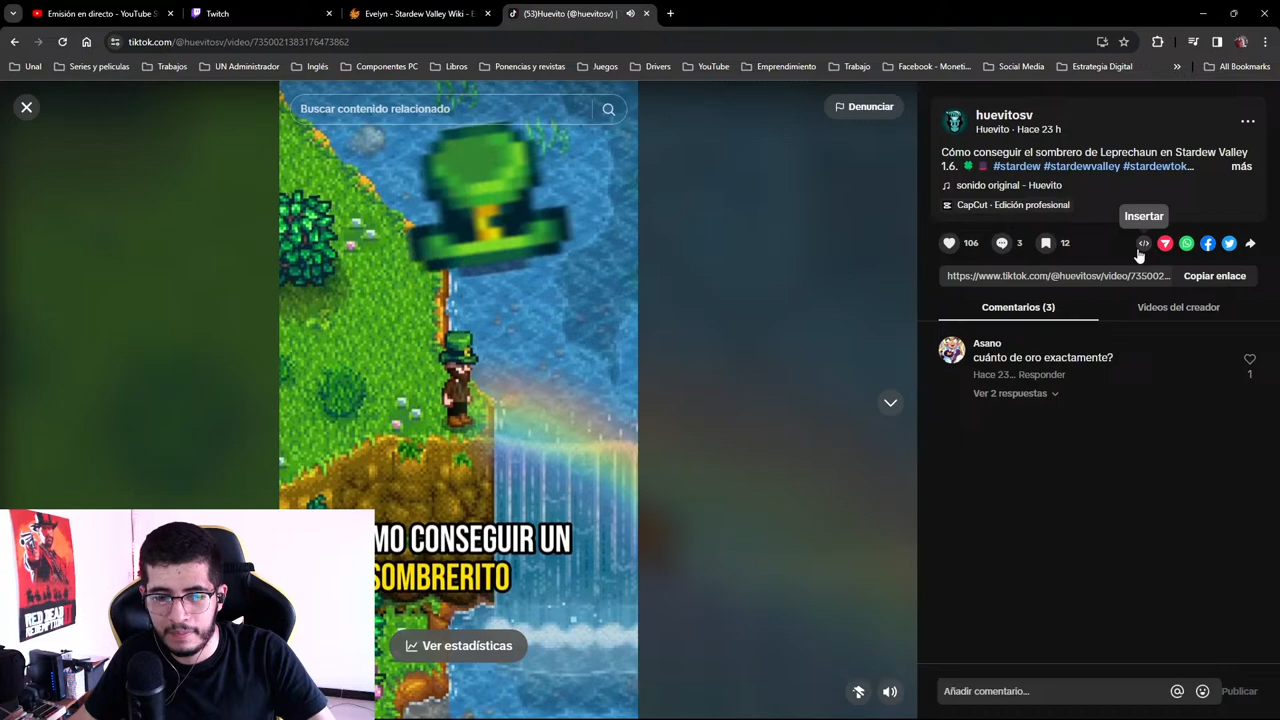 Emisión en directo - YouTube S
Twitch
Evelyn - Stardew Valley Wiki - E
(53)Huevito (@huevitosv) |
tiktok.com/@huevitosv/video/7350021383176473862
Unal
Series y películas
Trabajos
UN Administrador
Inglés
Componentes PC
Libros
Ponencias y revistas
Juegos
Drivers
YouTube
Emprendimiento
Trabajo
Facebook - Moneti...
Social Media
Estrategia Digital
»
All Bookmarks
Buscar contenido relacionado
Denunciar
huevitosv
Huevito · Hace 23 h
Cómo conseguir el sombrero de Leprechaun en Stardew Valley
1.6. 🍀 #stardew #stardewvalley #stardewtok...
más
sonido original - Huevito
CapCut · Edición profesional
Insertar
106
3
12
https://www.tiktok.com/@huevitosv/video/735002...
Copiar enlace
Comentarios (3)
Videos del creador
Asano
cuánto de oro exactamente?
Hace 23... Responder
1
Ver 2 respuestas
MO CONSEGUIR UN
SOMBRERITO
Ver estadísticas
RED DEAD
REDEMPTION
Añadir comentario...
Publicar